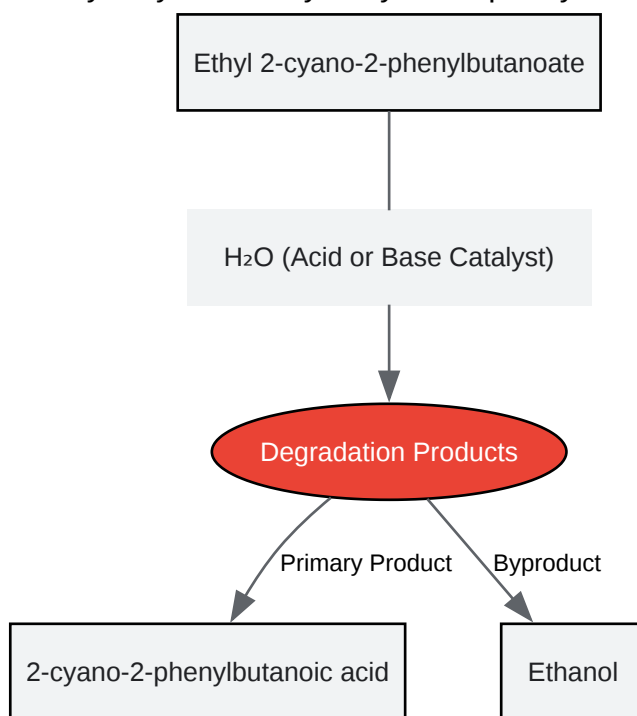 Ethyl 2-cyano-2-phenylbutanoate
H₂O (Acid or Base Catalyst)
Degradation Products
Primary Product
Byproduct
2-cyano-2-phenylbutanoic acid
Ethanol